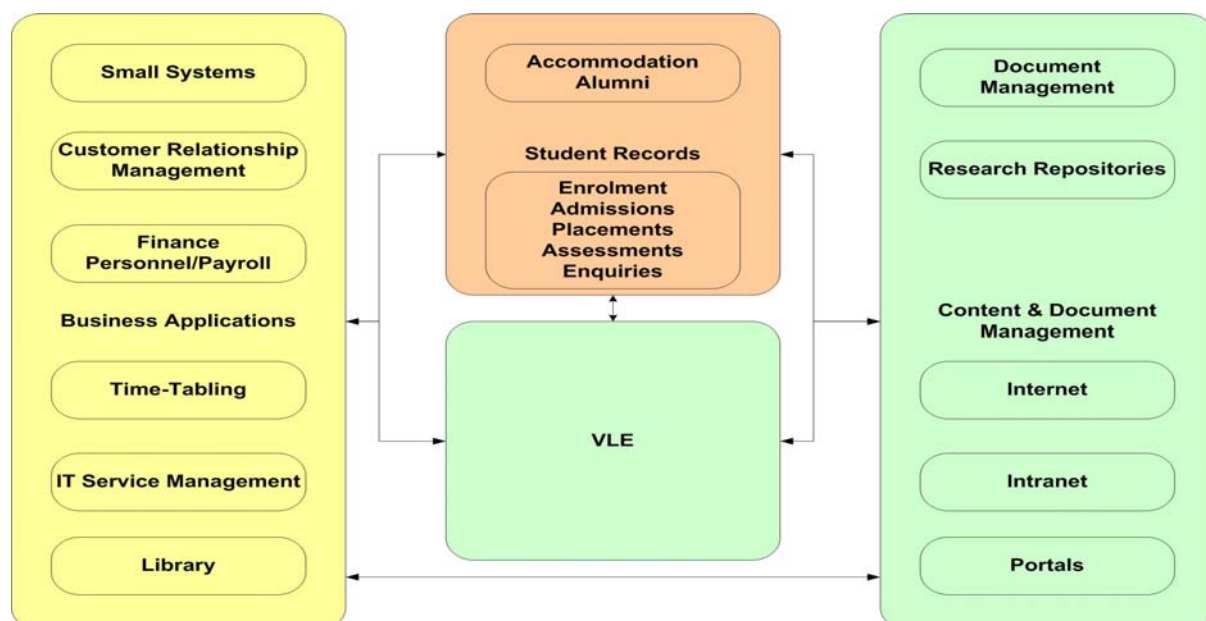 Small Systems
Customer Relationship
Management
Finance
Personnel/Payroll
Business Applications
Time-Tabling
IT Service Management
Library
Accommodation
Alumni
Student Records
Enrolment
Admissions
Placements
Assessments
Enquiries
VLE
Document
Management
Research Repositories
Content & Document
Management
Internet
Intranet
Portals